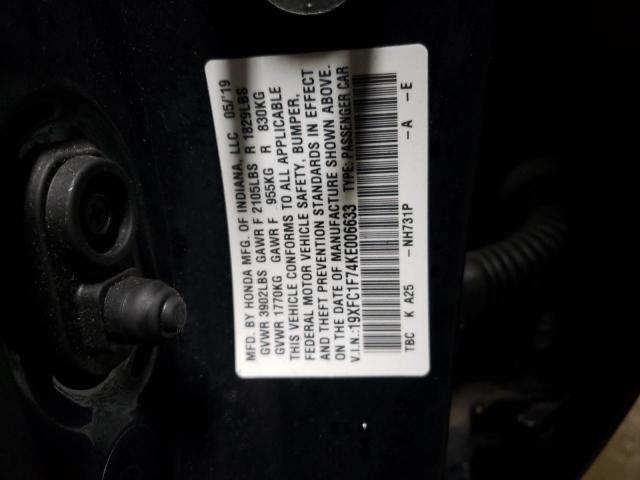 MFD. BY HONDA MFG. OF INDIANA, LLC 05/'19
GVWR 3902LBS GAWR F 2105LBS R 1829LBS
GVWR 1770KG GAWR F 955KG R 830KG
THIS VEHICLE CONFORMS TO ALL APPLICABLE
FEDERAL MOTOR VEHICLE SAFETY, BUMPER,
AND THEFT PREVENTION STANDARDS IN EFFECT
ON THE DATE OF MANUFACTURE SHOWN ABOVE.
V.I.N.:19XFC1F74KE006633 TYPE: PASSENGER CAR
TBC K A25 -NH731P -A -E